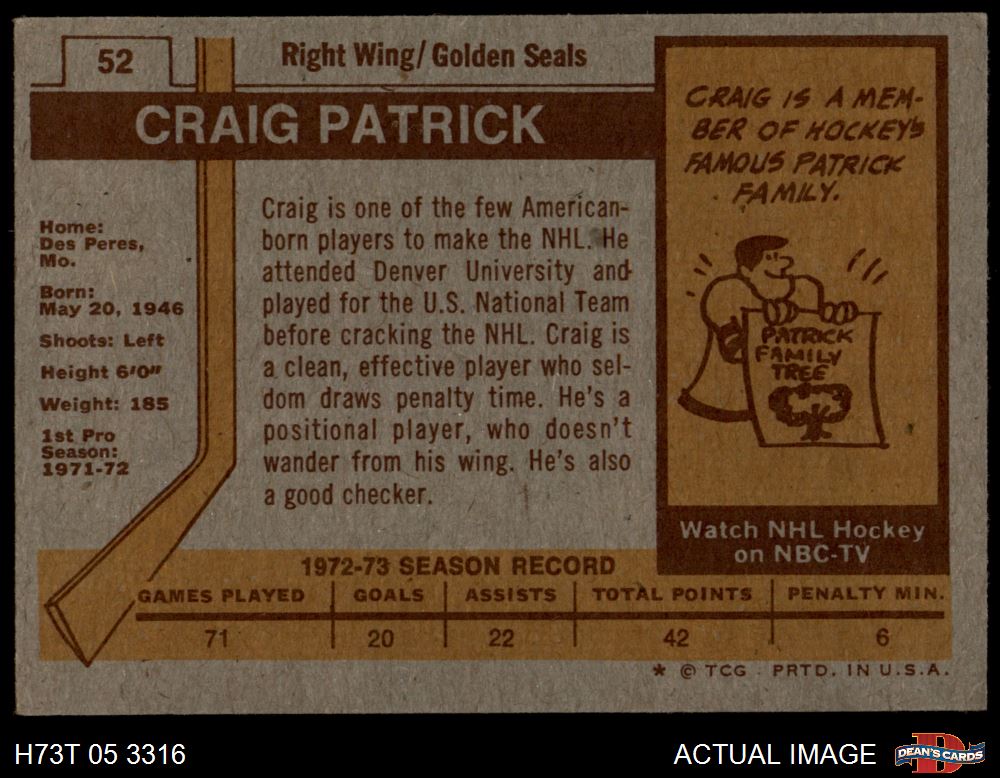 52
Right Wing/ Golden Seals
CRAIG PATRICK
Home:
Des Peres,
Mo.
Born:
May 20, 1946
Shoots: Left
Height 6'0"
Weight: 185
1st Pro
Season:
1971-72
Craig is one of the few American-
born players to make the NHL. He
attended Denver University and
played for the U.S. National Team
before cracking the NHL. Craig is
a clean, effective player who sel-
dom draws penalty time. He's a
positional player, who doesn't
wander from his wing. He's also
a good checker.
CRAIG IS A MEM-
BER OF HOCKEY'S
FAMOUS PATRICK
FAMILY.
PATRICK
FAMILY
TREE
Watch NHL Hockey
on NBC-TV
1972-73 SEASON RECORD
GAMES PLAYED GOALS ASSISTS TOTAL POINTS PENALTY MIN.
71 20 22 42 6
* © TCG PRTD. IN U.S.A.
H73T 05 3316
ACTUAL IMAGE
D
DEAN'S CARDS